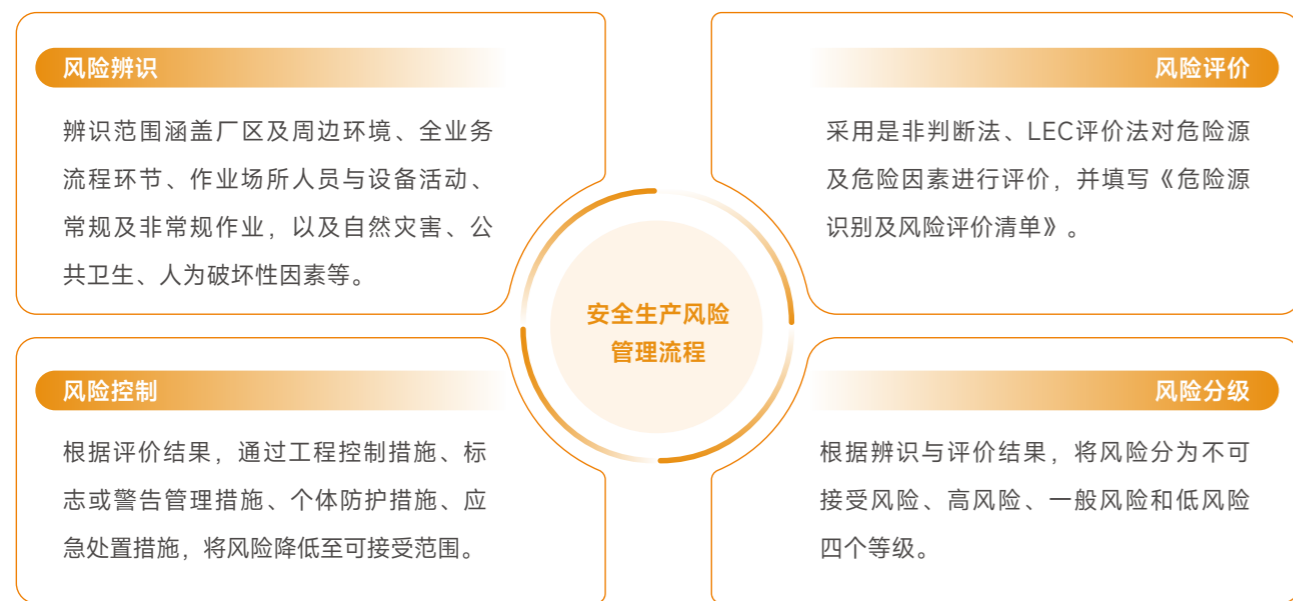 风险辨识
辨识范围涵盖厂区及周边环境、全业务
流程环节、作业场所人员与设备活动、
常规及非常规作业，以及自然灾害、公
共卫生、人为破坏性因素等。
风险评价
采用是非判断法、LEC评价法对危险源
及危险因素进行评价，并填写《危险源
识别及风险评价清单》。
安全生产风险
管理流程
风险控制
根据评价结果，通过工程控制措施、标
志或警告管理措施、个体防护措施、应
急处置措施，将风险降低至可接受范围。
风险分级
根据辨识与评价结果，将风险分为不可
接受风险、高风险、一般风险和低风险
四个等级。